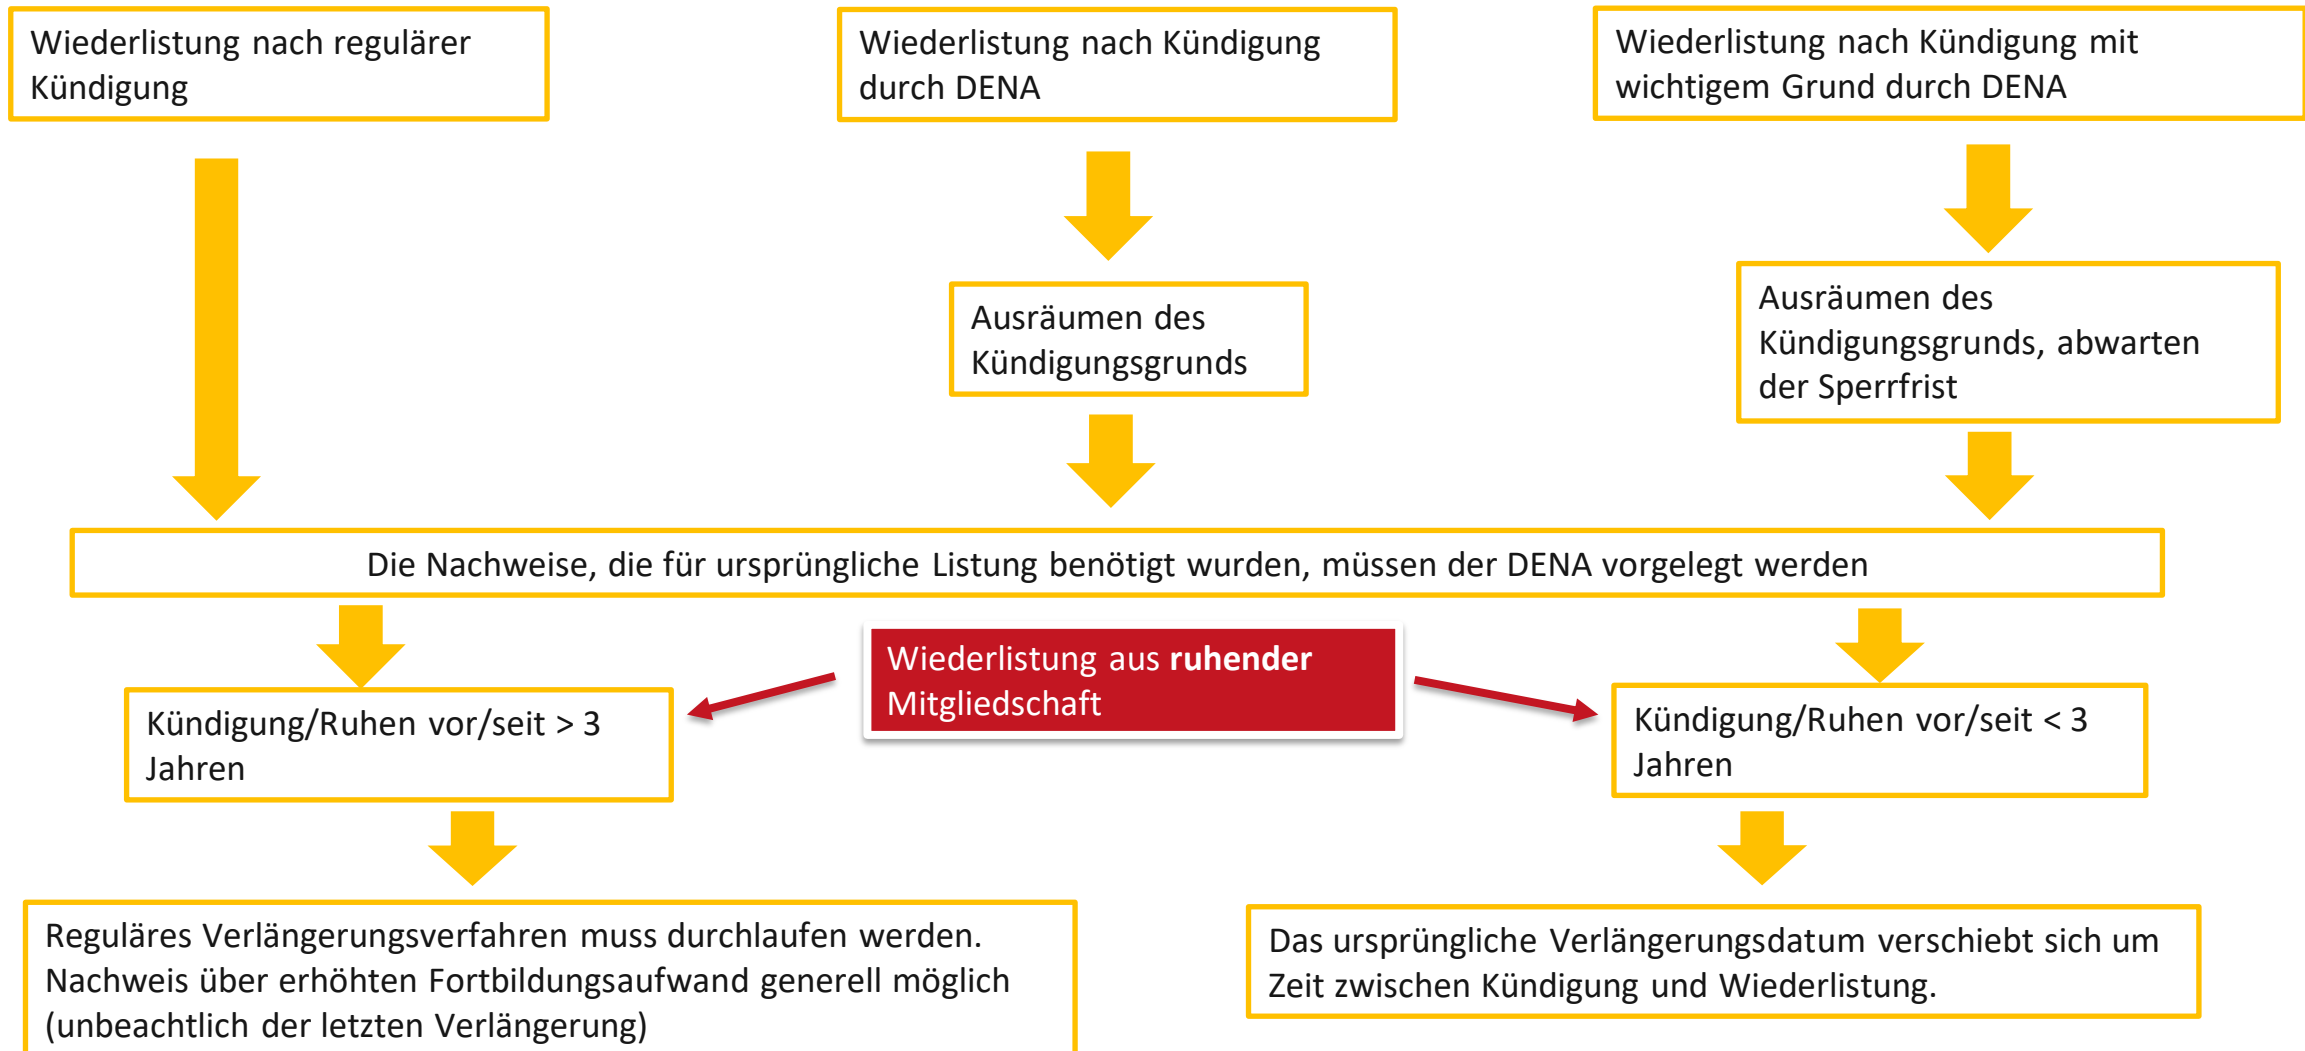 Wiederlistung nach regulärer
Kündigung
Wiederlistung nach Kündigung
durch DENA
Wiederlistung nach Kündigung mit
wichtigem Grund durch DENA
Ausräumen des
Kündigungsgrunds
Ausräumen des
Kündigungsgrunds, abwarten
der Sperrfrist
Die Nachweise, die für ursprüngliche Listung benötigt wurden, müssen der DENA vorgelegt werden
Wiederlistung aus ruhender
Mitgliedschaft
Kündigung/Ruhen vor/seit > 3
Jahren
Kündigung/Ruhen vor/seit < 3
Jahren
Reguläres Verlängerungsverfahren muss durchlaufen werden.
Nachweis über erhöhten Fortbildungsaufwand generell möglich
(unbeachtlich der letzten Verlängerung)
Das ursprüngliche Verlängerungsdatum verschiebt sich um
Zeit zwischen Kündigung und Wiederlistung.